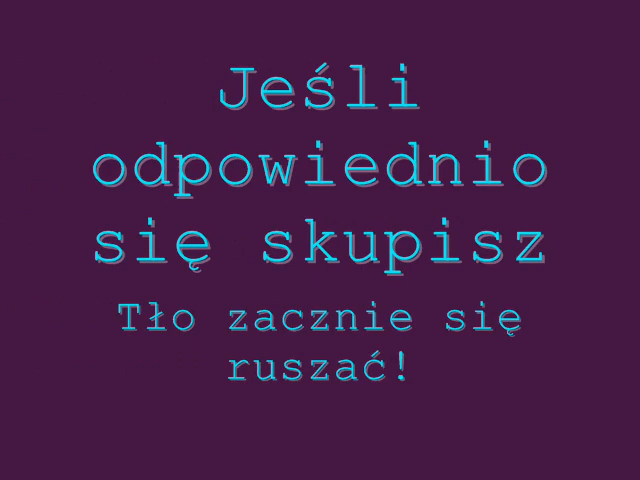 Jeśli
odpowiednio
się skupisz
Tło zacznie się
ruszać!